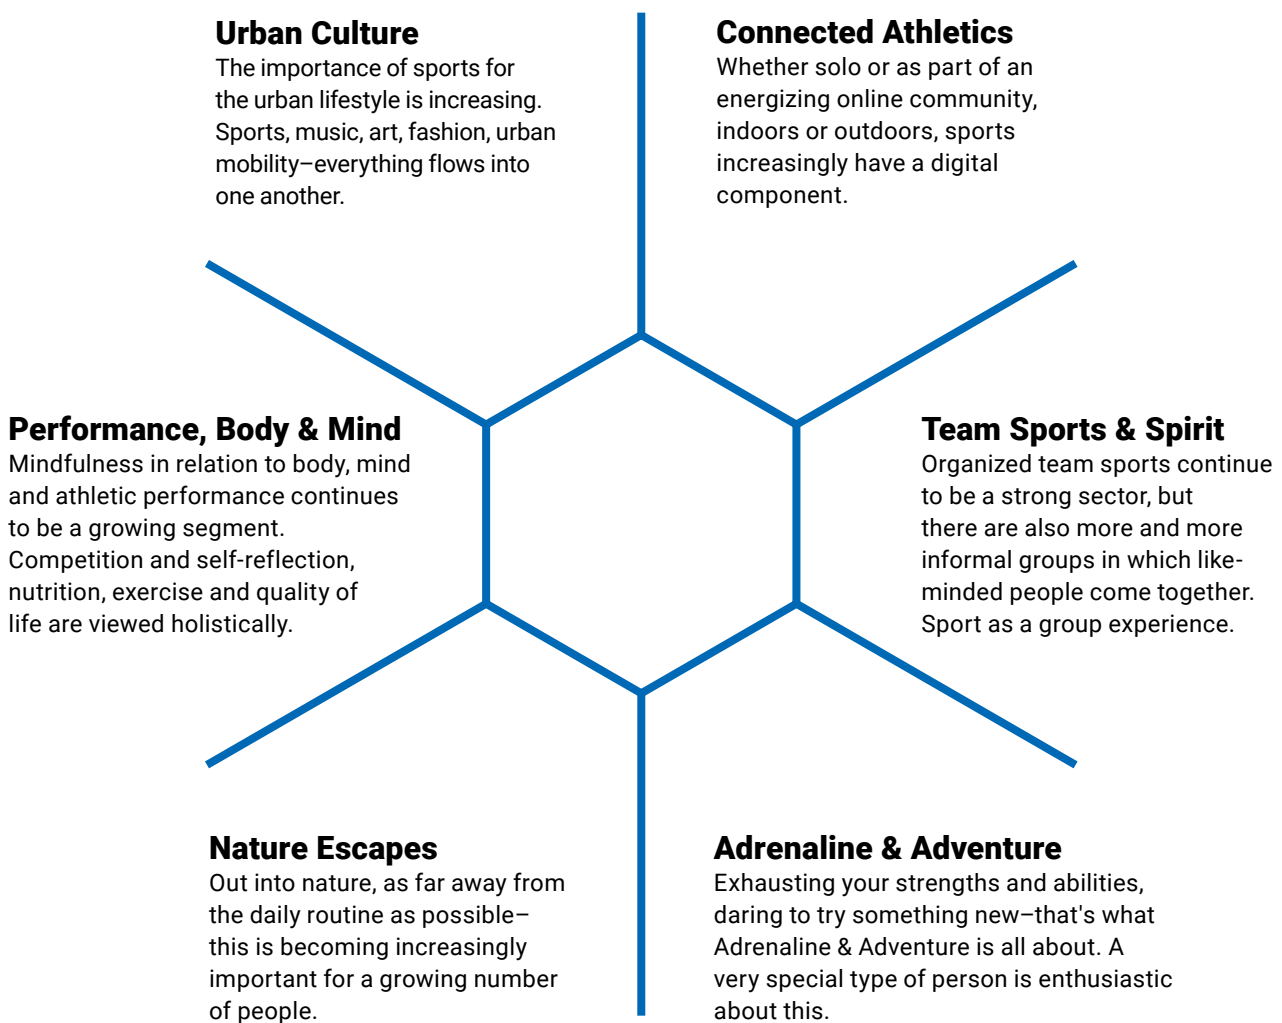 Urban Culture
The importance of sports for
the urban lifestyle is increasing.
Sports, music, art, fashion, urban
mobility–everything flows into
one another.
Connected Athletics
Whether solo or as part of an
energizing online community,
indoors or outdoors, sports
increasingly have a digital
component.
Performance, Body & Mind
Mindfulness in relation to body, mind
and athletic performance continues
to be a growing segment.
Competition and self-reflection,
nutrition, exercise and quality of
life are viewed holistically.
Team Sports & Spirit
Organized team sports continue
to be a strong sector, but
there are also more and more
informal groups in which like-
minded people come together.
Sport as a group experience.
Nature Escapes
Out into nature, as far away from
the daily routine as possible–
this is becoming increasingly
important for a growing number
of people.
Adrenaline & Adventure
Exhausting your strengths and abilities,
daring to try something new–that's what
Adrenaline & Adventure is all about. A
very special type of person is enthusiastic
about this.